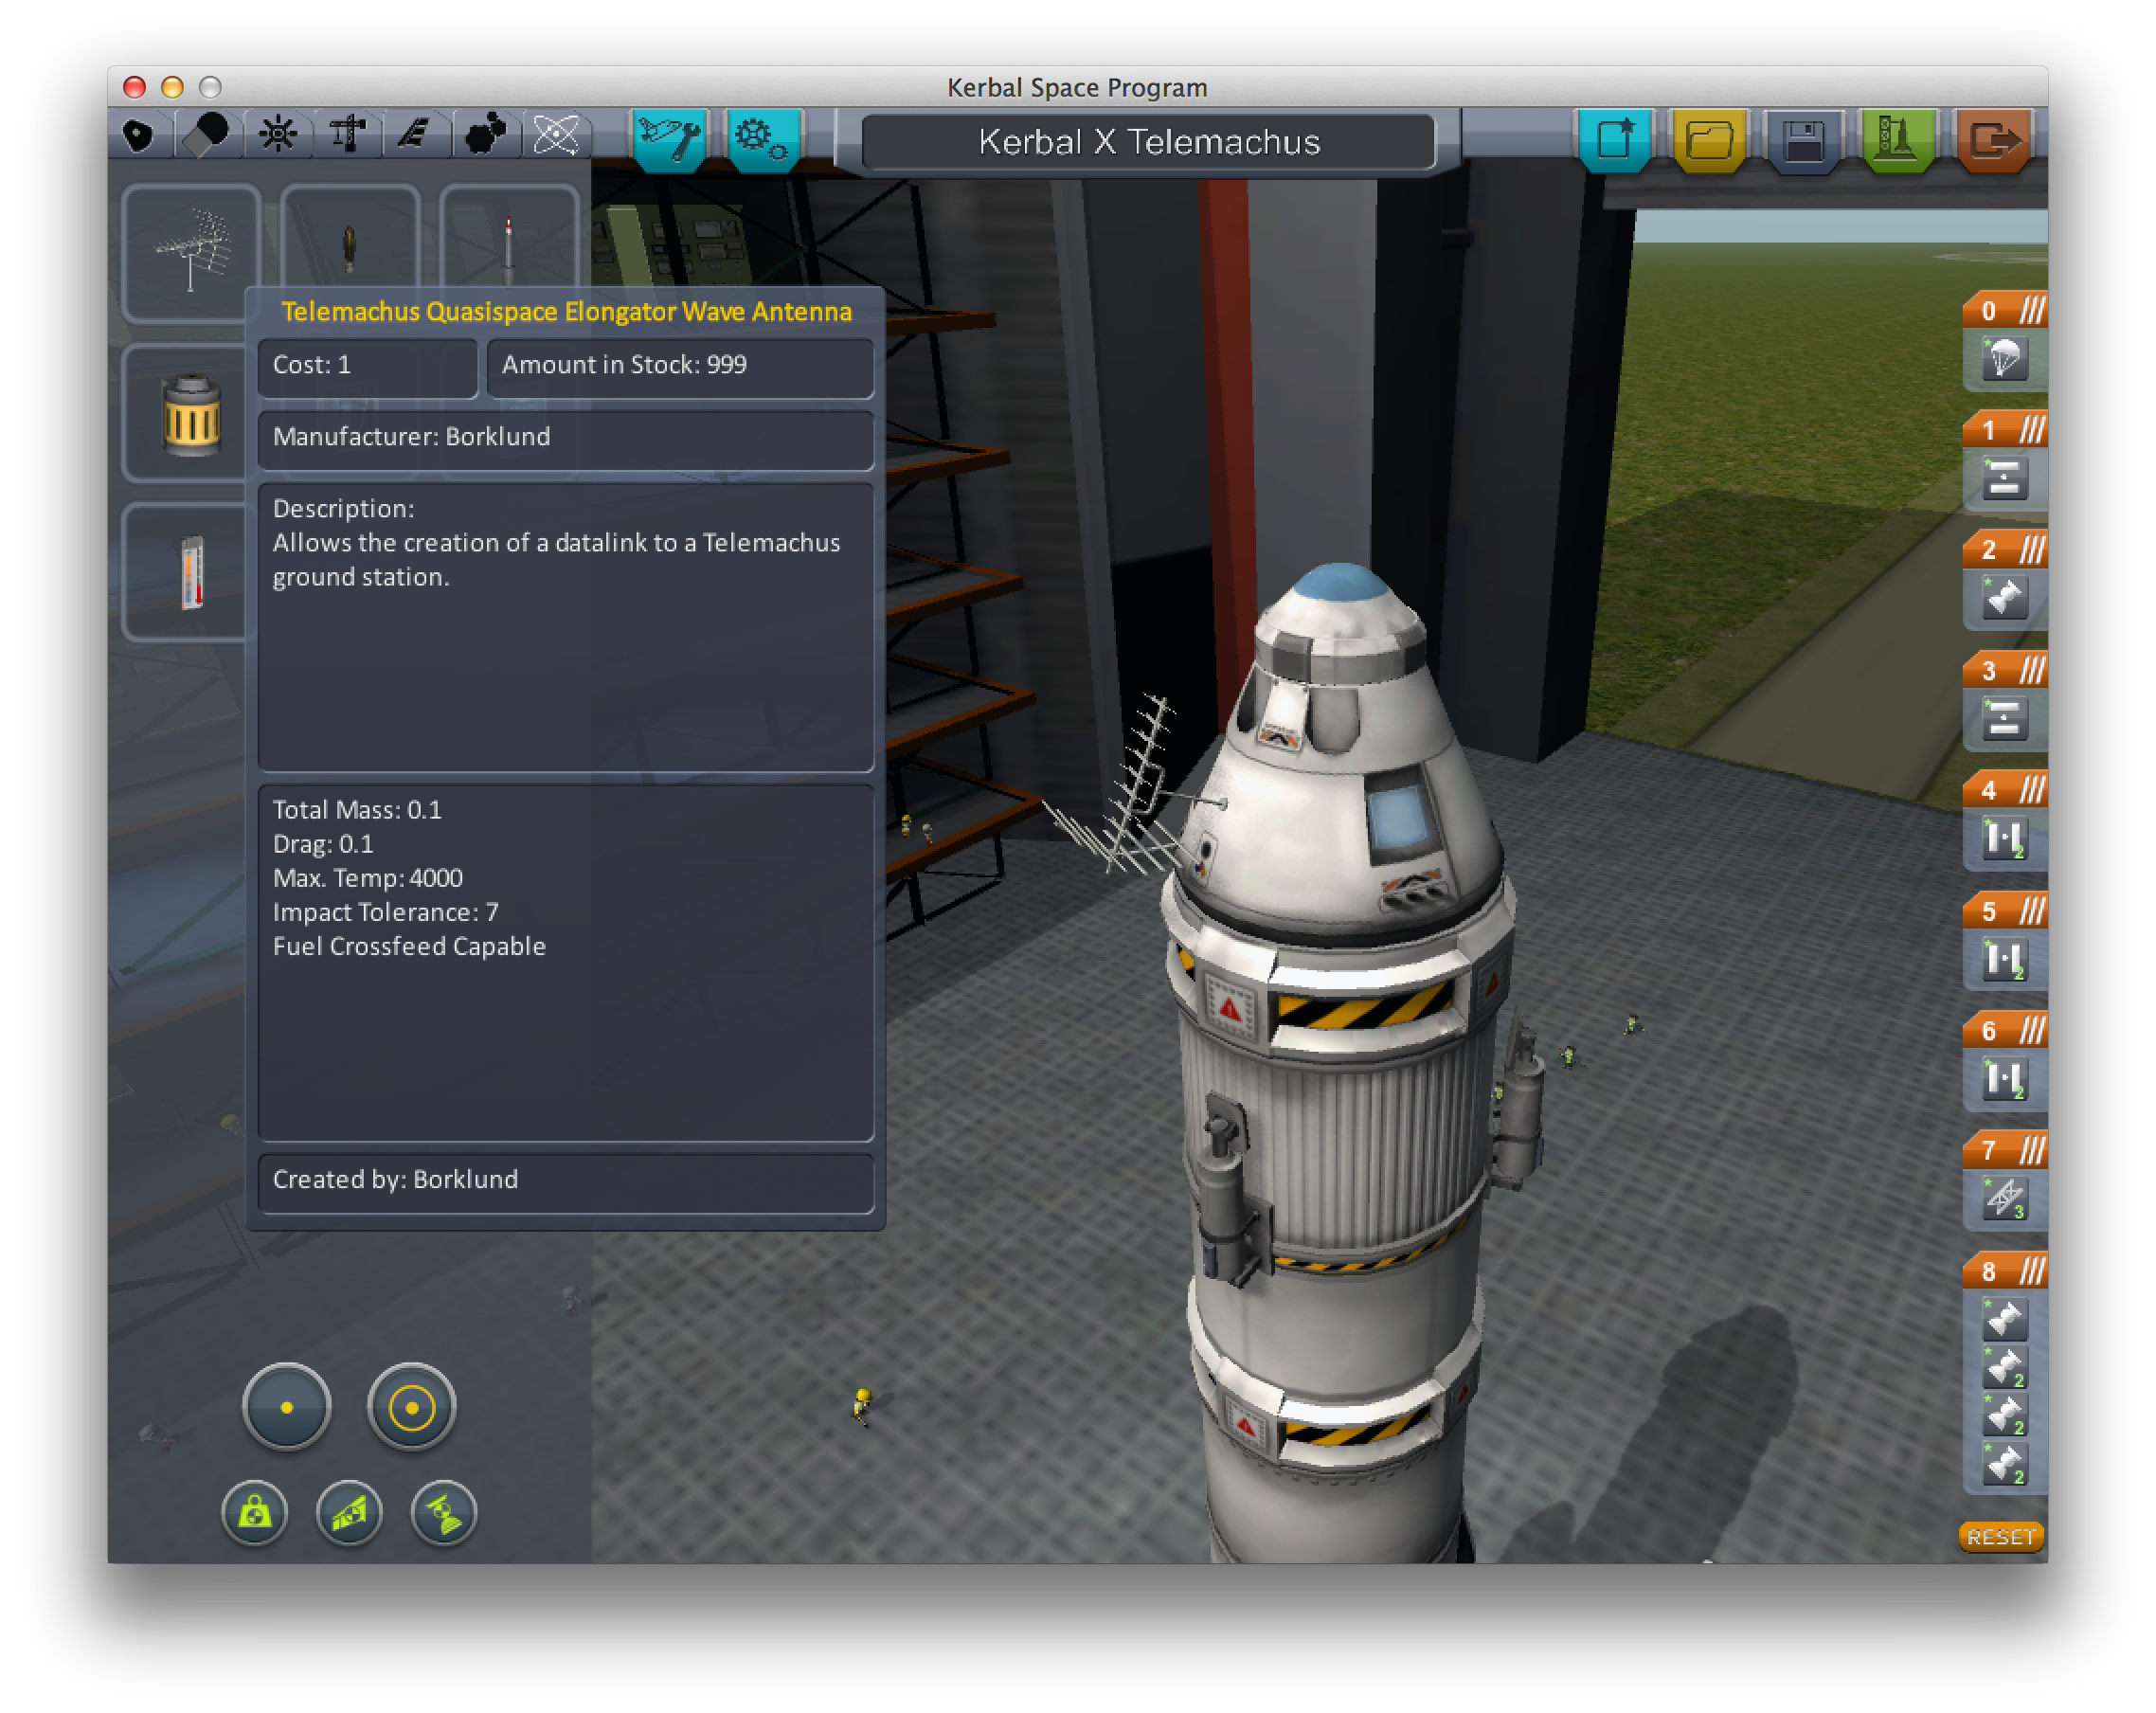 Kerbal Space Program
Kerbal X Telemachus
Telemachus Quasispace Elongator Wave Antenna
Cost: 1
Amount in Stock: 999
Manufacturer: Borklund
Description:
Allows the creation of a datalink to a Telemachus
ground station.
Total Mass: 0.1
Drag: 0.1
Max. Temp: 4000
Impact Tolerance: 7
Fuel Crossfeed Capable
Created by: Borklund
0
1
2
3
4
2
5
2
6
2
7
3
8
2
2
2
RESET